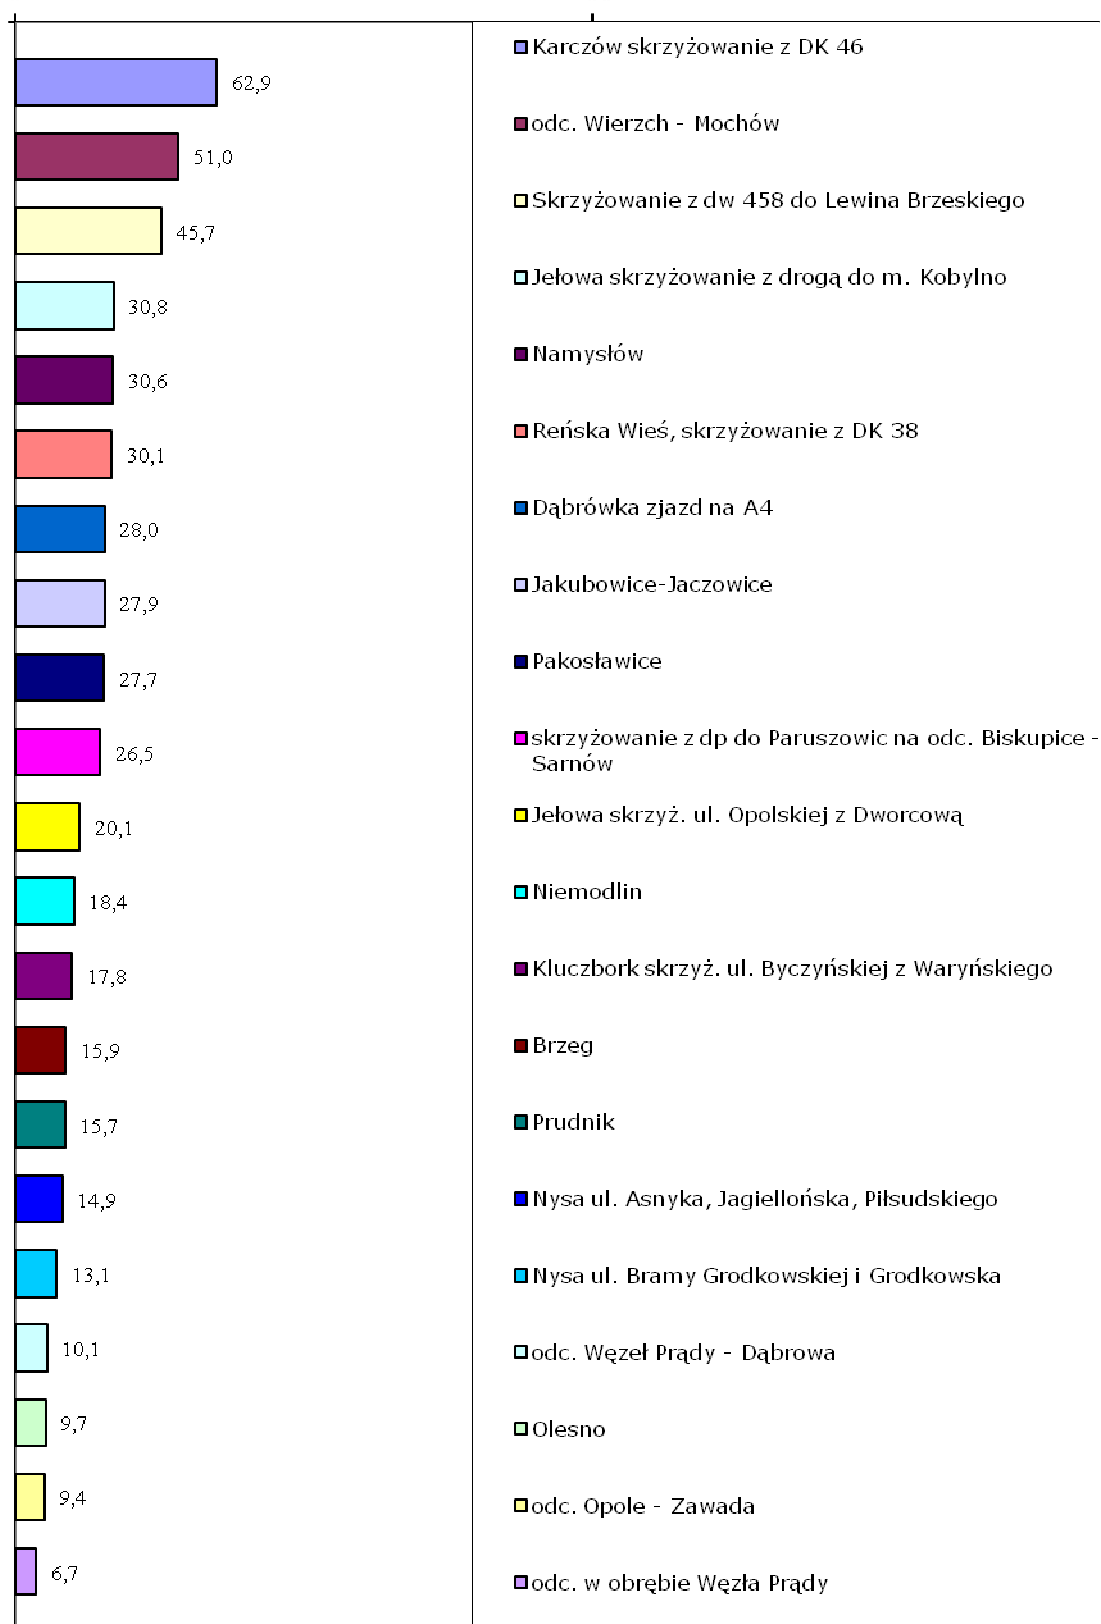 62,9
51,0
45,7
30,8
30,6
30,1
28,0
27,9
27,7
26,5
20,1
18,4
17,8
15,9
15,7
14,9
13,1
10,1
9,7
9,4
6,7
Karczów skrzyżowanie z DK 46
odc. Wierzch - Mochów
Skrzyżowanie z dw 458 do Lewina Brzeskiego
Jełowa skrzyżowanie z drogą do m. Kobylno
Namysłów
Reńska Wieś, skrzyżowanie z DK 38
Dąbrówka zjazd na A4
Jakubowice-Jaczowice
Pakosławice
skrzyżowanie z dp do Paruszowic na odc. Biskupice -
Sarnów
Jełowa skrzyż. ul. Opolskiej z Dworcową
Niemodlin
Kluczbork skrzyż. ul. Byczyńskiej z Waryńskiego
Brzeg
Prudnik
Nysa ul. Asnyka, Jagiellońska, Piłsudskiego
Nysa ul. Bramy Grodkowskiej i Grodkowska
odc. Węzeł Prądy - Dąbrowa
Olesno
odc. Opole - Zawada
odc. w obrębie Węzła Prądy